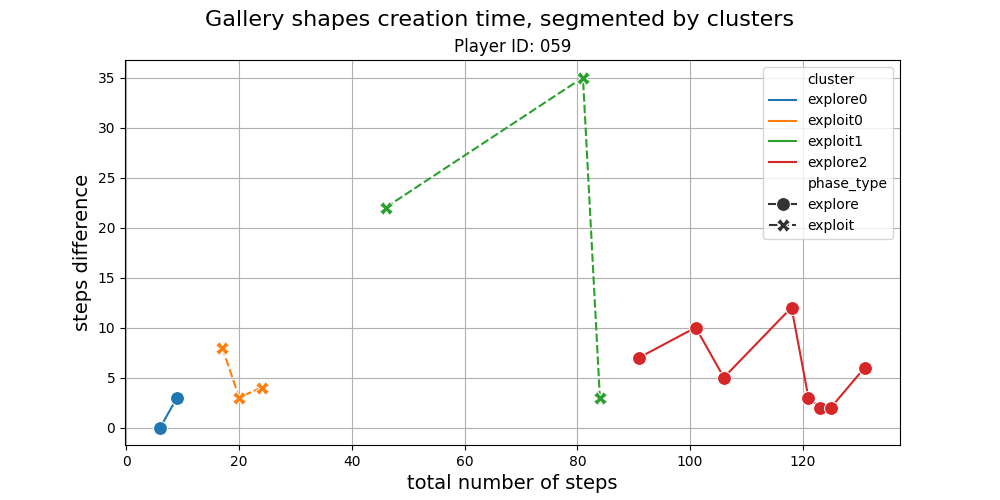 Gallery shapes creation time, segmented by clusters
Player ID: 059
steps difference
35
30
25
20
15
10
5
0
0 20 40 60 80 100 120
total number of steps
cluster
explore0
exploit0
exploit1
explore2
phase_type
explore
exploit